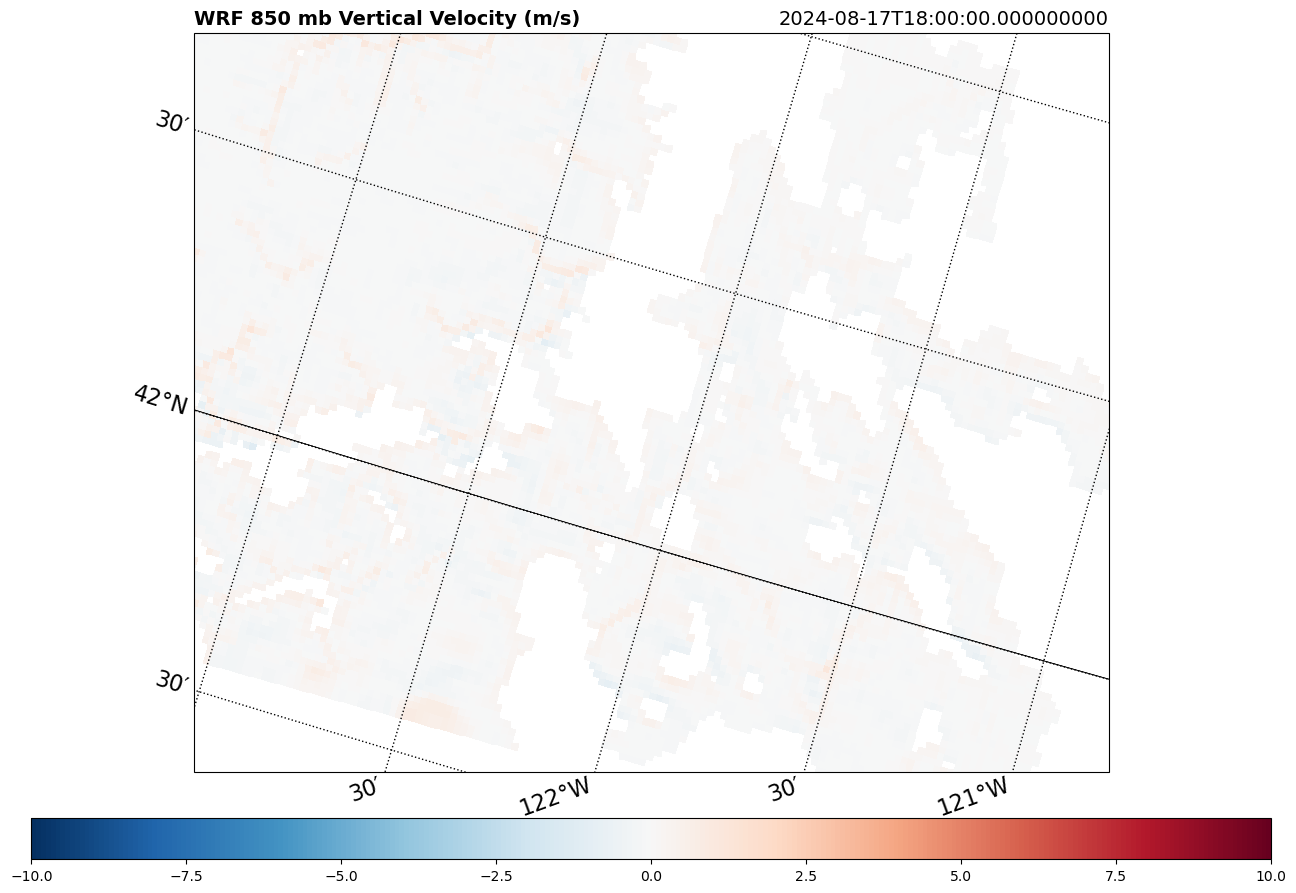 WRF 850 mb Vertical Velocity (m/s) 2024-08-17T18:00:00.000000000
30′
42°N
30′
30′ 122°W 30′ 121°W
−10.0 −7.5 −5.0 −2.5 0.0 2.5 5.0 7.5 10.0